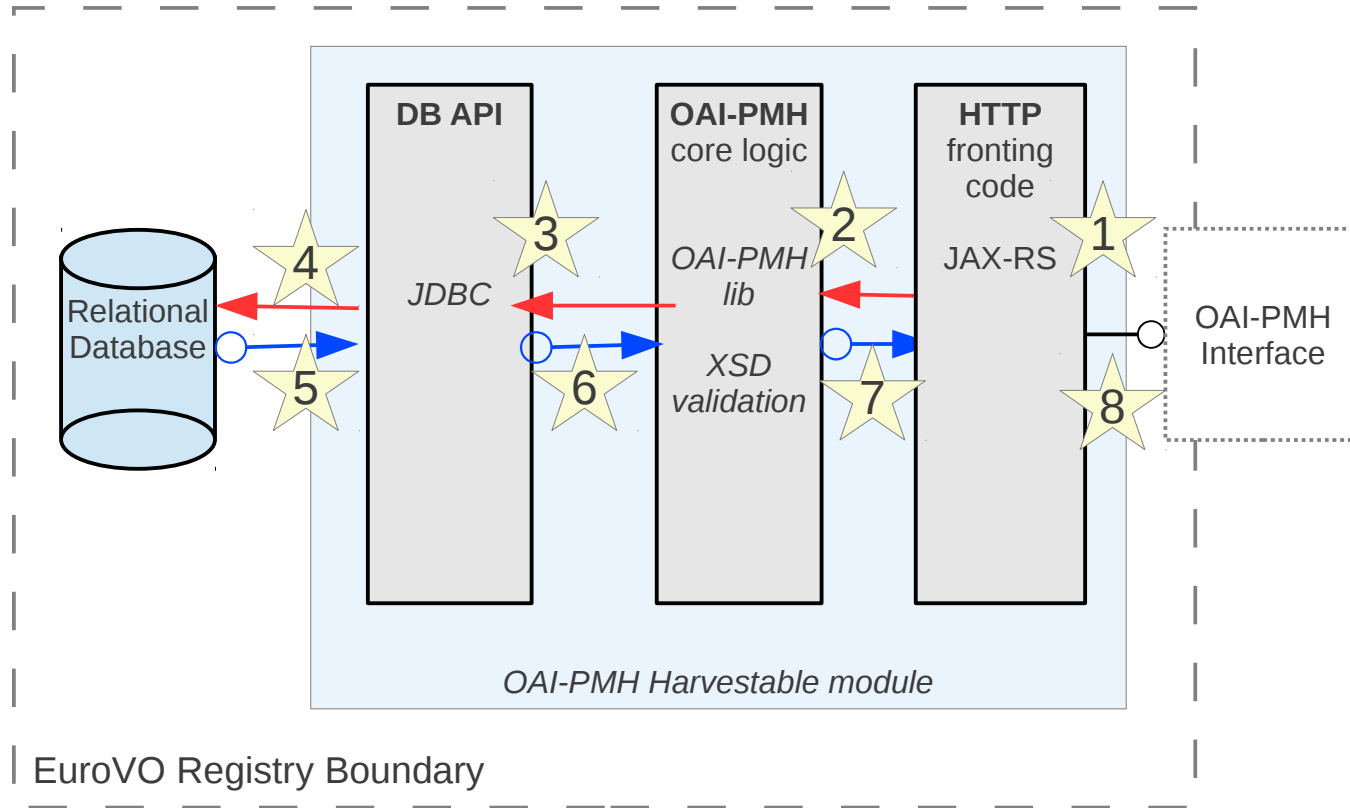 DB API
OAI-PMH
core logic
HTTP
fronting
code
4
3
2
1
Relational
Database
JDBC
OAI-PMH
lib
JAX-RS
OAI-PMH
Interface
5
6
XSD
validation
7
8
OAI-PMH Harvestable module
EuroVO Registry Boundary